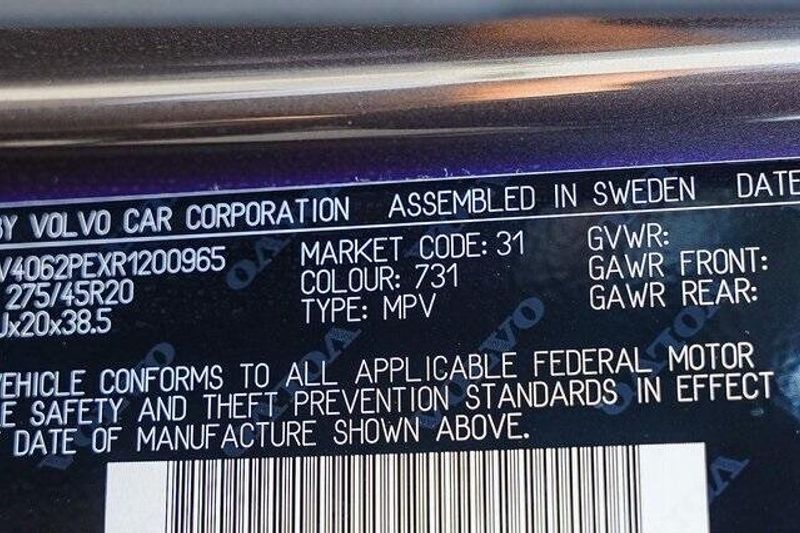 BY VOLVO CAR CORPORATION ASSEMBLED IN SWEDEN DATE
V4062PEXR1200965 MARKET CODE: 31 GVWR:
275/45R20 COLOUR: 731 GAWR FRONT:
Jx20x38.5 TYPE: MPV GAWR REAR:
VEHICLE CONFORMS TO ALL APPLICABLE FEDERAL MOTOR
E SAFETY AND THEFT PREVENTION STANDARDS IN EFFECT
DATE OF MANUFACTURE SHOWN ABOVE.